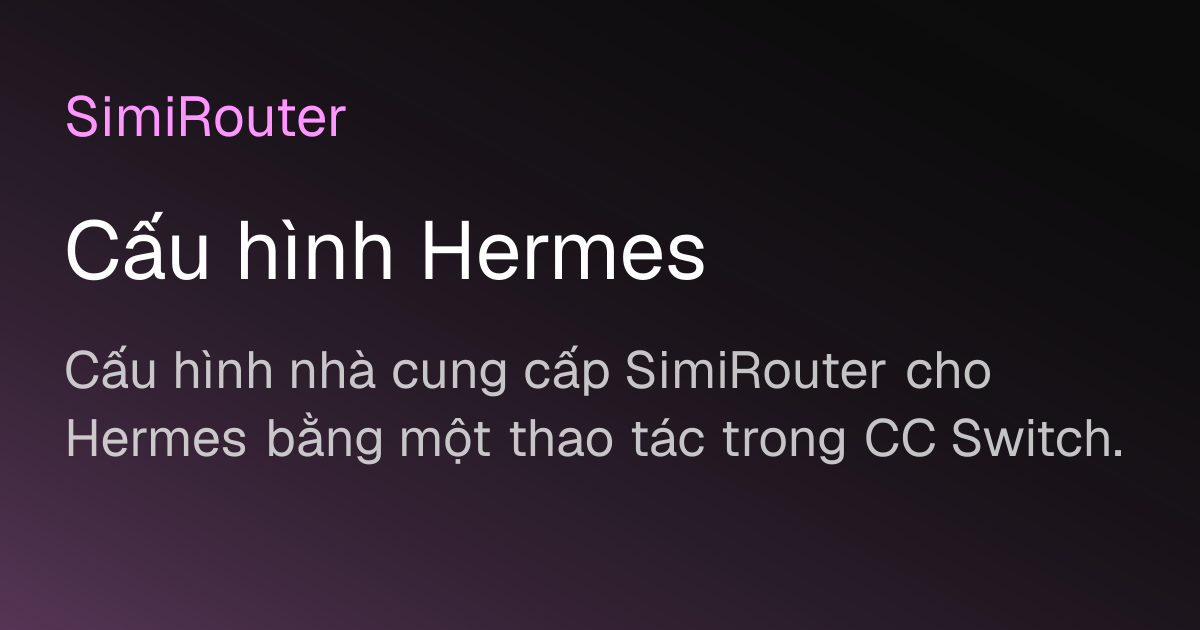 SimiRouter
Cấu hình Hermes
Cấu hình nhà cung cấp SimiRouter cho
Hermes bằng một thao tác trong CC Switch.